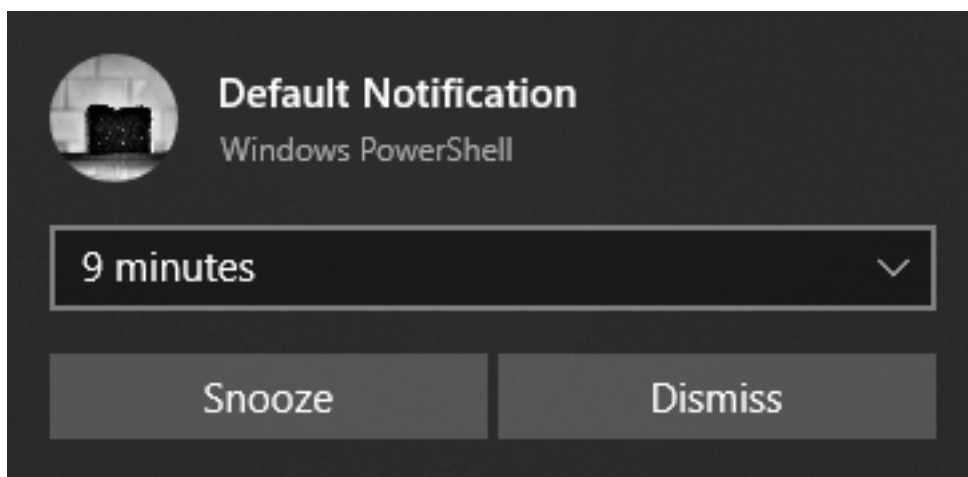 Default Notification
Windows PowerShell
9 minutes
Snooze
Dismiss